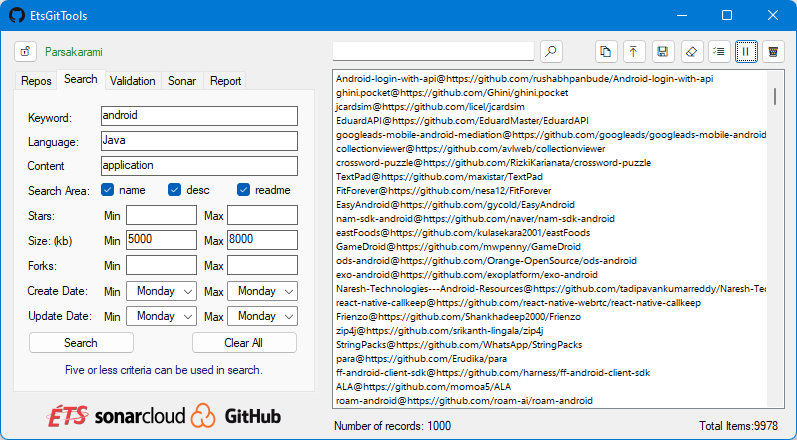 EtsGitTools
Parsakarami
Repos Search Validation Sonar Report
Keyword: android
Language: Java
Content application
Search Area: name desc readme
Stars: Min Max
Size: (kb) Min 5000 Max 8000
Forks: Min Max
Create Date: Min Monday Max Monday
Update Date: Min Monday Max Monday
Search Clear All
Five or less criteria can be used in search.
ÉTS sonarcloud GitHub
Android-login-with-api@https://github.com/rushabhpanbude/Android-login-with-api
ghini.pocket@https://github.com/Ghini/ghini.pocket
jcardsim@https://github.com/licel/jcardsim
EduardAPI@https://github.com/EduardMaster/EduardAPI
googleads-mobile-android-mediation@https://github.com/googleads/googleads-mobile-android
collectionviewer@https://github.com/avlweb/collectionviewer
crossword-puzzle@https://github.com/RizkiKarianata/crossword-puzzle
TextPad@https://github.com/maxistar/TextPad
FitForever@https://github.com/nesa12/FitForever
EasyAndroid@https://github.com/gycold/EasyAndroid
nam-sdk-android@https://github.com/naver/nam-sdk-android
eastFoods@https://github.com/kulasekara2001/eastFoods
GameDroid@https://github.com/mwpenny/GameDroid
ods-android@https://github.com/Orange-OpenSource/ods-android
exo-android@https://github.com/exoplatform/exo-android
Naresh-Technologies---Android-Resources@https://github.com/tadipavankumarreddy/Naresh-Te
react-native-callkeep@https://github.com/react-native-webrtc/react-native-callkeep
Frienzo@https://github.com/Shankhadeep2000/Frienzo
zip4j@https://github.com/srikanth-lingala/zip4j
StringPacks@https://github.com/WhatsApp/StringPacks
para@https://github.com/Erudika/para
ff-android-client-sdk@https://github.com/harness/ff-android-client-sdk
ALA@https://github.com/momoa5/ALA
roam-android@https://github.com/roam-ai/roam-android
Number of records: 1000 Total Items:9978